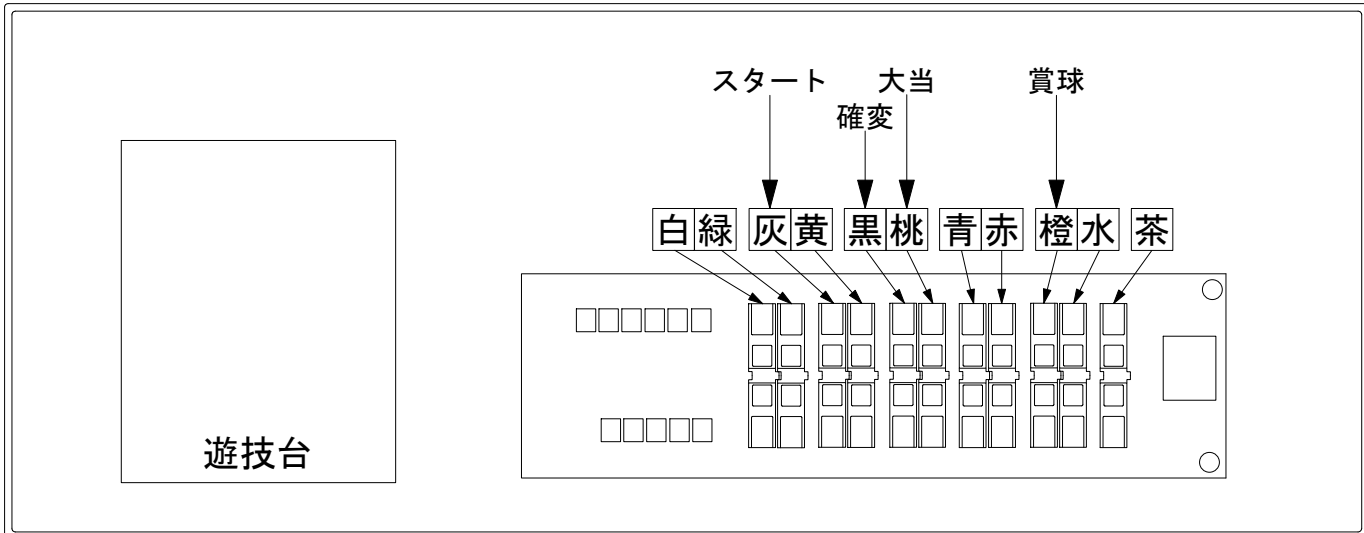 スタート
大当
賞球
確変
白緑 灰黄 黒桃 青赤 橙水 茶
遊技台